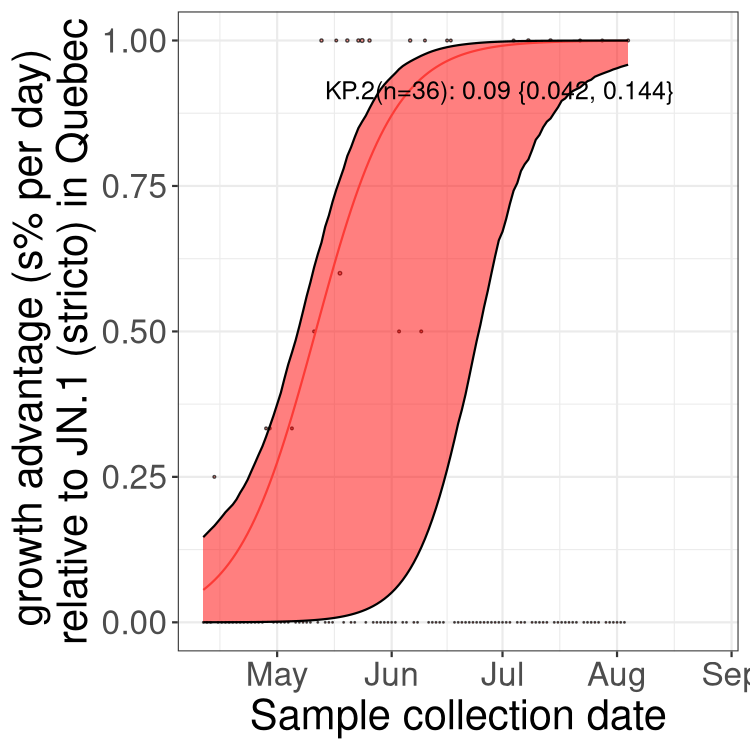 growth advantage (s% per day)
relative to JN.1 (stricto) in Quebec
1.00
0.75
0.50
0.25
0.00
KP.2(n=36): 0.09 {0.042, 0.144}
May Jun Jul Aug Sep
Sample collection date